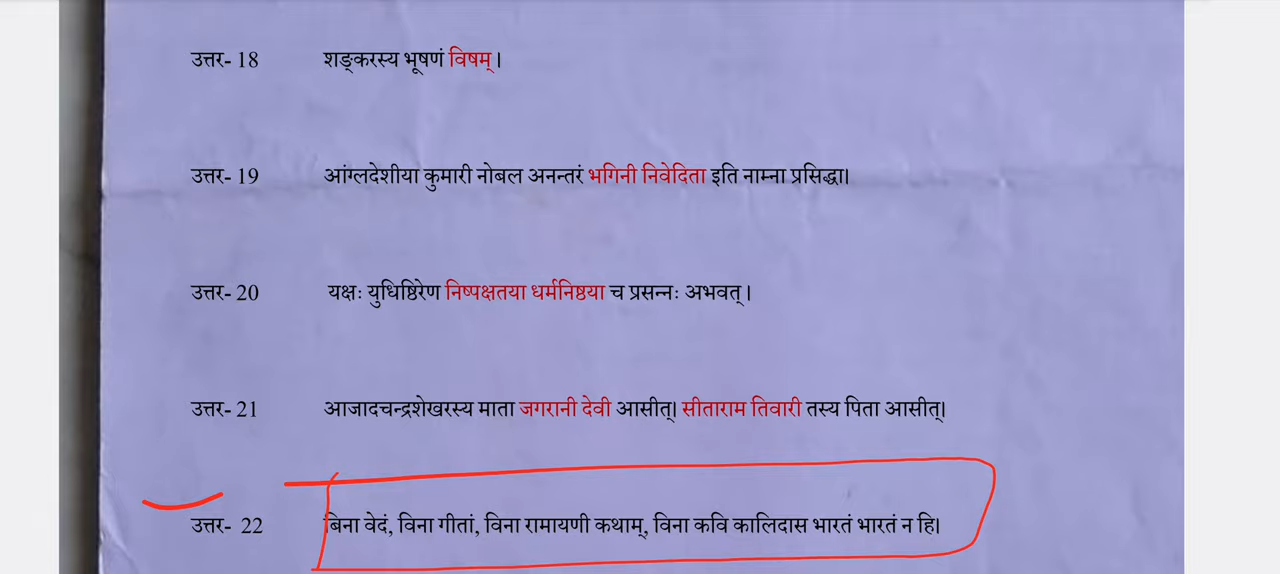 उत्तर- 18 शङ्करस्य भूषणं विषम् ।
उत्तर- 19 आंग्लदेशीया कुमारी नोबल अनन्तरं भगिनी निवेदिता इति नाम्ना प्रसिद्धा।
उत्तर- 20 यक्षः युधिष्ठिरेण निष्पक्षतया धर्मनिष्ठया च प्रसन्नः अभवत् ।
उत्तर- 21 आजादचन्द्रशेखरस्य माता जगरानी देवी आसीत्। सीताराम तिवारी तस्य पिता आसीत्।
उत्तर- 22 बिना वेदं, विना गीतां, विना रामायणी कथाम्, विना कवि कालिदास भारतं भारतं न हि।